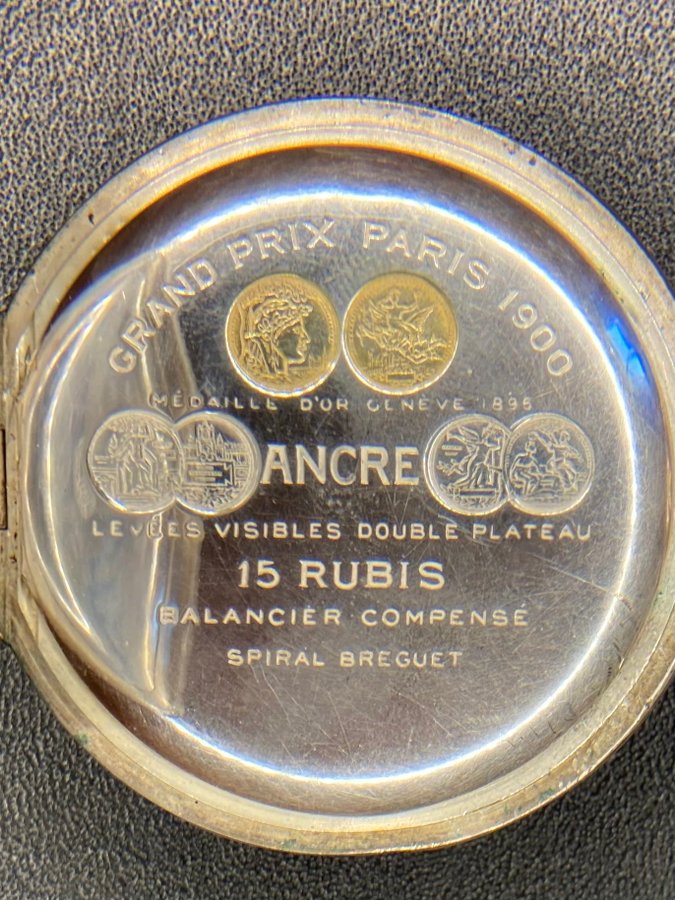 GRAND PRIX PARIS 1900
MÉDAILLE D'OR GENÈVE 1896
ANCRE
LEVÉES VISIBLES DOUBLE PLATEAU
15 RUBIS
BALANCIER COMPENSÉ
SPIRAL BREGUET